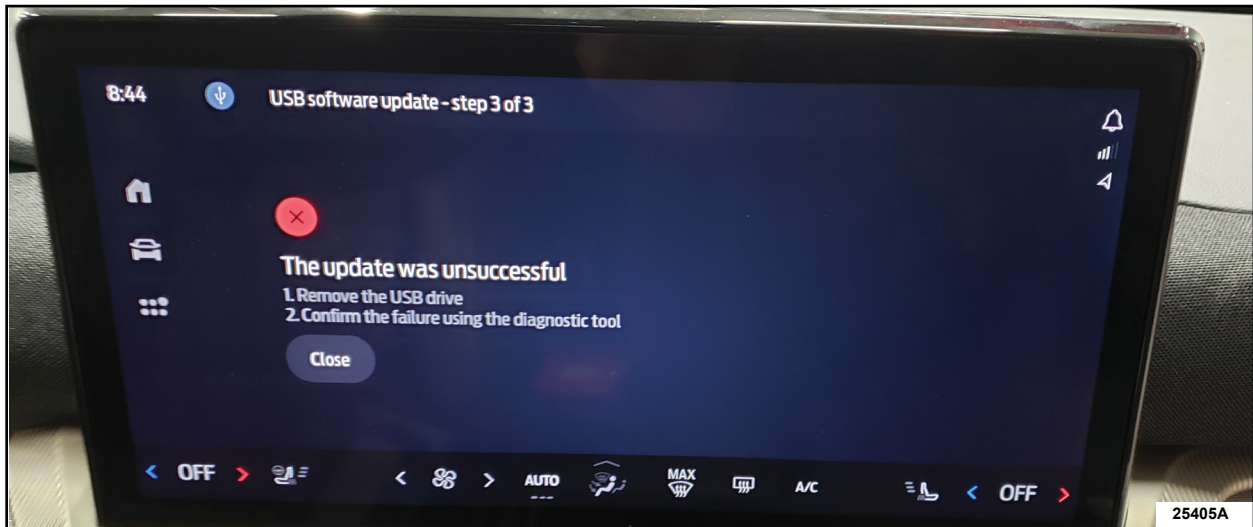 8:44
USB software update - step 3 of 3
The update was unsuccessful
1. Remove the USB drive
2. Confirm the failure using the diagnostic tool
Close
OFF
AUTO
MAX
A/C
OFF
25405A